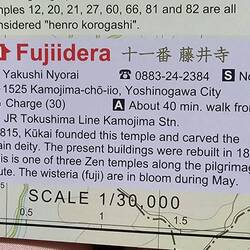 ples 12, 20, 21, 27, 60, 66, 81 and 82 are all
nsidered "henro korogashi".
Fujiidera 十一番 藤井寺
Yakushi Nyorai ☎ 0883-24-2384 S No
1525 Kamojima-chō-iio, Yoshinogawa City
Charge (30) A About 40 min. walk from
JR Tokushima Line Kamojima Stn.
815, Kūkai founded this temple and carved the
ain deity. The present buildings were rebuilt in 18
is is one of three Zen temples along the pilgrimag
ute. The wisteria (fuji) are in bloom during May.
SCALE 1/30,000
0.5 1 1.5